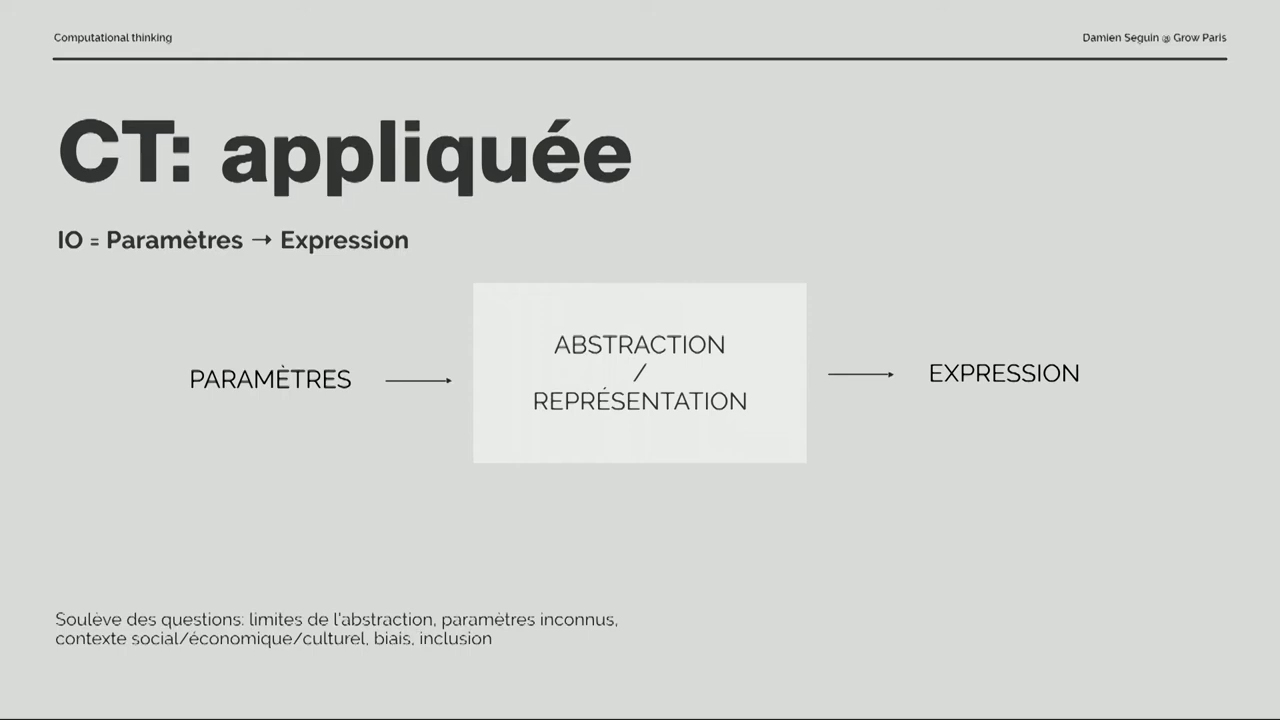 Computational thinking
Damien Seguin @ Grow Paris
CT: appliquée
IO = Paramètres → Expression
PARAMÈTRES
ABSTRACTION
/
REPRÉSENTATION
EXPRESSION
Soulève des questions: limites de l'abstraction, paramètres inconnus,
contexte social/économique/culturel, biais, inclusion